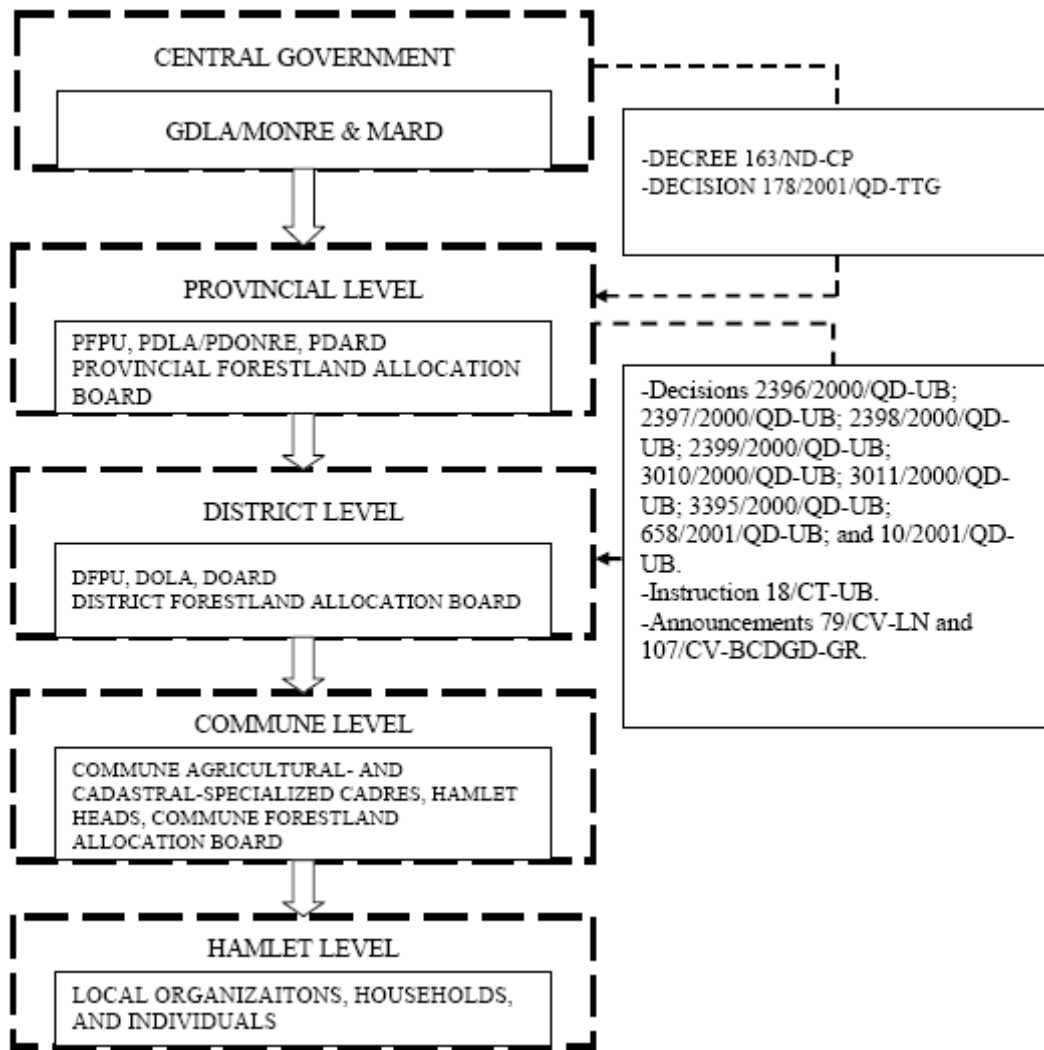 CENTRAL GOVERNMENT
GDLA/MONRE & MARD
-DECREE 163/ND-CP
-DECISION 178/2001/QD-TTG
PROVINCIAL LEVEL
PFPU, PDLA/PDONRE, PDARD
PROVINCIAL FORESTLAND ALLOCATION
BOARD
-Decisions 2396/2000/QD-UB;
2397/2000/QD-UB; 2398/2000/QD-
UB; 2399/2000/QD-UB;
3010/2000/QD-UB; 3011/2000/QD-
UB; 3395/2000/QD-UB;
658/2001/QD-UB; and 10/2001/QD-
UB.
-Instruction 18/CT-UB.
-Announcements 79/CV-LN and
107/CV-BCDGD-GR.
DISTRICT LEVEL
DFPU, DOLA, DOARD
DISTRICT FORESTLAND ALLOCATION BOARD
COMMUNE LEVEL
COMMUNE AGRICULTURAL- AND
CADASTRAL-SPECIALIZED CADRES, HAMLET
HEADS, COMMUNE FORESTLAND
ALLOCATION BOARD
HAMLET LEVEL
LOCAL ORGANIZAITONS, HOUSEHOLDS,
AND INDIVIDUALS